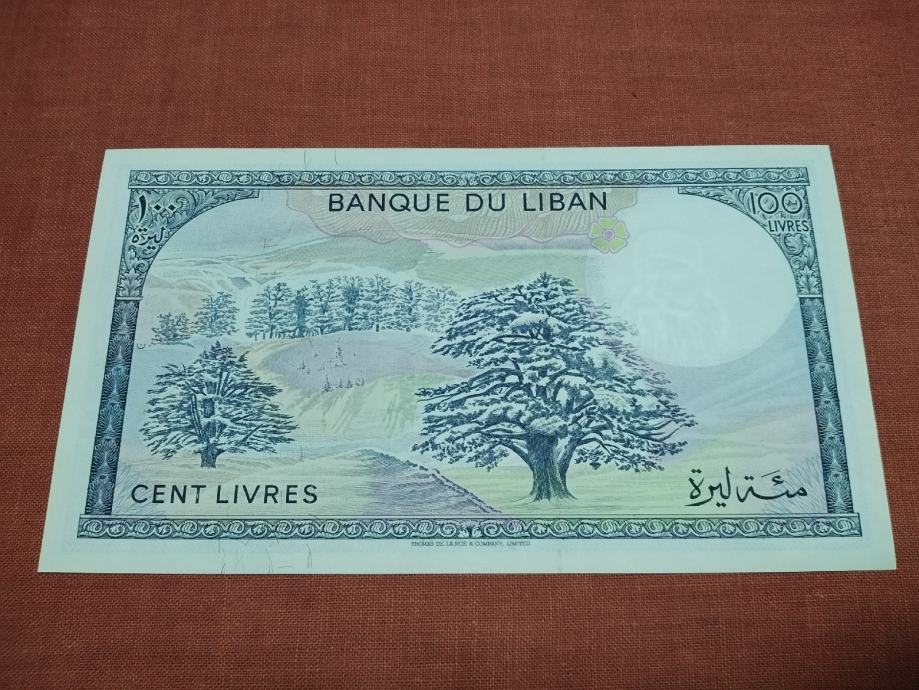 BANQUE DU LIBAN
١٠٠
ليرة
100
LIVRES
CENT LIVRES
مئة ليرة
THOMAS DE LA RUE & COMPANY, LIMITED.